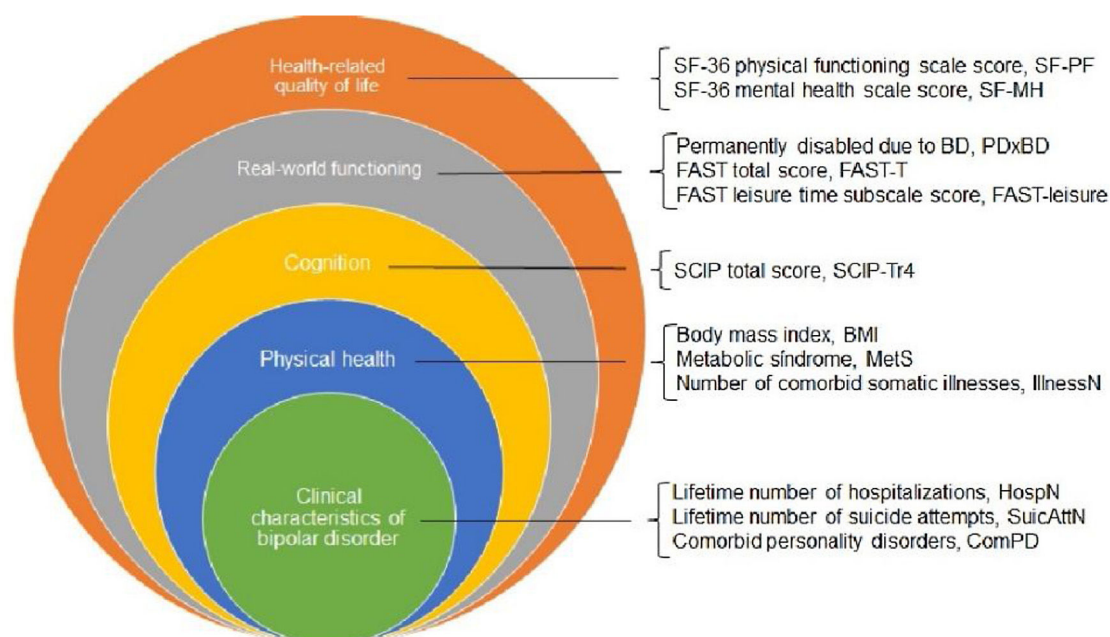 Health-related
quality of life
SF-36 physical functioning scale score, SF-PF
SF-36 mental health scale score, SF-MH
Real-world functioning
Permanently disabled due to BD, PDxBD
FAST total score, FAST-T
FAST leisure time subscale score, FAST-leisure
Cognition
SCIP total score, SCIP-Tr4
Physical health
Body mass index, BMI
Metabolic síndrome, MetS
Number of comorbid somatic illnesses, IllnessN
Clinical
characteristics of
bipolar disorder
Lifetime number of hospitalizations, HospN
Lifetime number of suicide attempts, SuicAttN
Comorbid personality disorders, ComPD